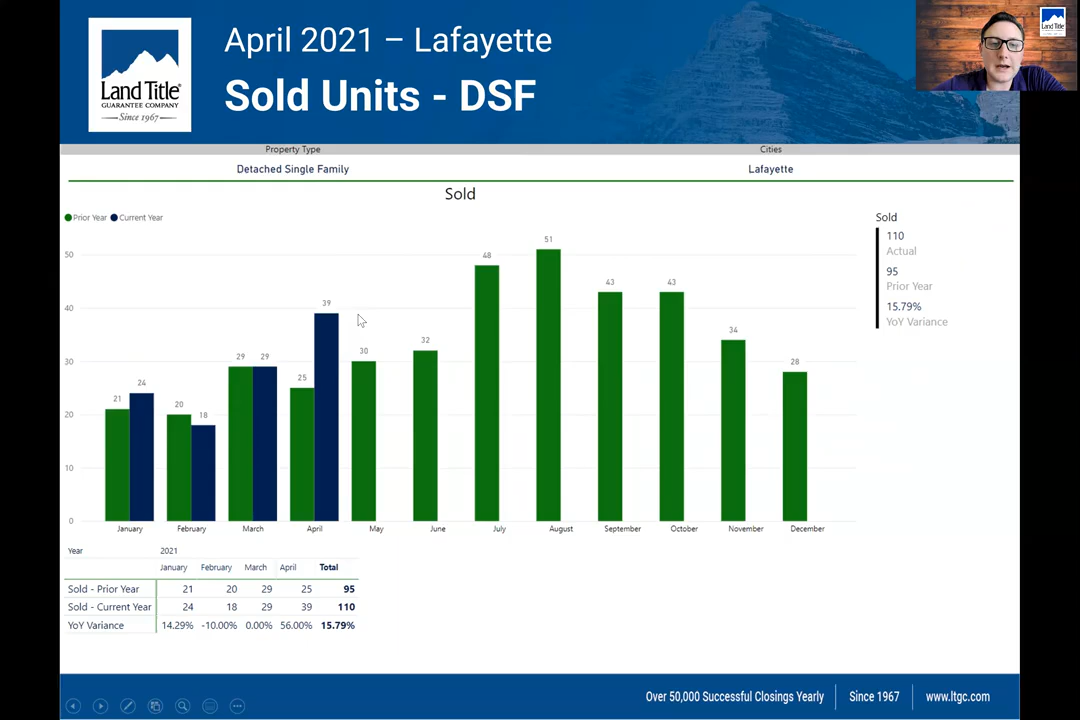 April 2021 – Lafayette
Sold Units - DSF
Land Title®
GUARANTEE COMPANY
Since 1967
Land Title
Property Type
Cities
Detached Single Family
Lafayette
Sold
Prior Year
Current Year
50
40
30
20
10
0
21
24
20
18
29
29
25
39
30
32
48
51
43
43
34
28
January
February
March
April
May
June
July
August
September
October
November
December
Sold
110
Actual
95
Prior Year
15.79%
YoY Variance
Year 2021
January February March April Total
Sold - Prior Year 21 20 29 25 95
Sold - Current Year 24 18 29 39 110
YoY Variance 14.29% -10.00% 0.00% 56.00% 15.79%
Over 50,000 Successful Closings Yearly
Since 1967
www.ltgc.com